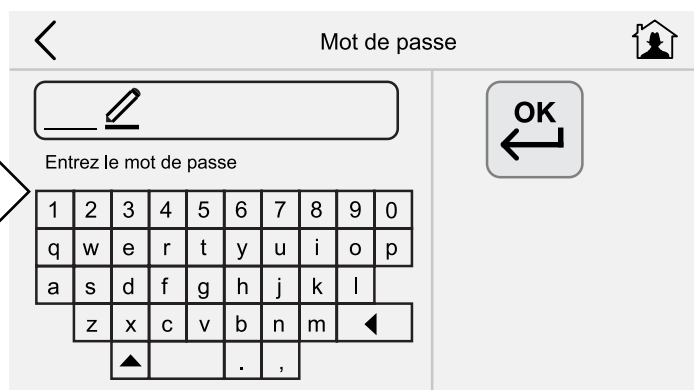 Mot de passe
OK
Entrez le mot de passe
1 2 3 4 5 6 7 8 9 0
q w e r t y u i o p
a s d f g h j k l
z x c v b n m
. ,